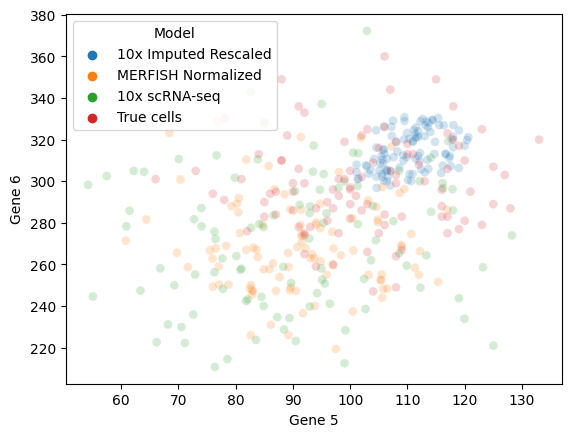 Model
10x Imputed Rescaled
MERFISH Normalized
10x scRNA-seq
True cells
380
360
340
320
300
280
260
240
220
Gene 6
60 70 80 90 100 110 120 130
Gene 5